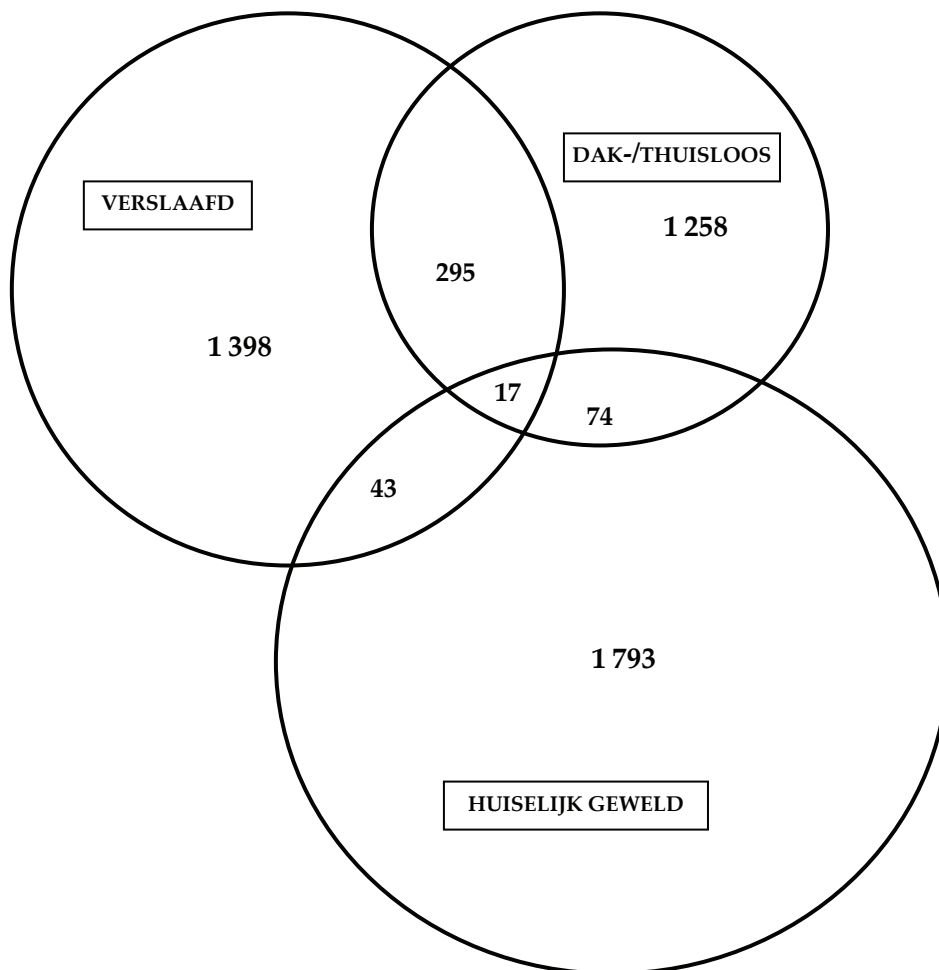 DAK-/THUISLOOS
VERSLAAFD
1 258
295
1 398
17
74
43
1 793
HUISELIJK GEWELD